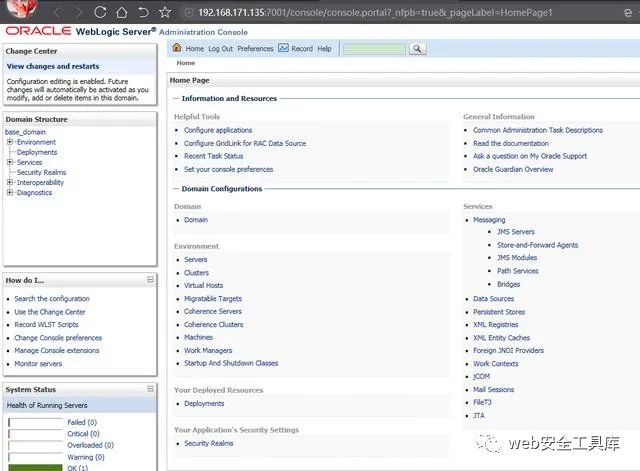 192.168.171.135:7001/console/console.portal?_nfpb=true&_pageLabel=HomePage1
ORACLE WebLogic Server® Administration Console
Change Center
View changes and restarts
Configuration editing is enabled. Future
changes will automatically be activated as you
modify, add or delete items in this domain.
Domain Structure
base_domain
Environment
Deployments
Services
Security Realms
Interoperability
Diagnostics
How do I...
Search the configuration
Use the Change Center
Record WLST Scripts
Change Console preferences
Manage Console extensions
Monitor servers
System Status
Health of Running Servers
Failed (0)
Critical (0)
Overloaded (0)
Warning (0)
OK (1)
Home Log Out Preferences Record Help
Home
Home Page
Information and Resources
Helpful Tools
Configure applications
Configure GridLink for RAC Data Source
Recent Task Status
Set your console preferences
General Information
Common Administration Task Descriptions
Read the documentation
Ask a question on My Oracle Support
Oracle Guardian Overview
Domain Configurations
Domain
Domain
Environment
Servers
Clusters
Virtual Hosts
Migratable Targets
Coherence Servers
Coherence Clusters
Machines
Work Managers
Startup And Shutdown Classes
Your Deployed Resources
Deployments
Your Application's Security Settings
Security Realms
Services
Messaging
JMS Servers
Store-and-Forward Agents
JMS Modules
Path Services
Bridges
Data Sources
Persistent Stores
XML Registries
XML Entity Caches
Foreign JNDI Providers
Work Contexts
jCOM
Mail Sessions
FileT3
JTA
web安全工具库